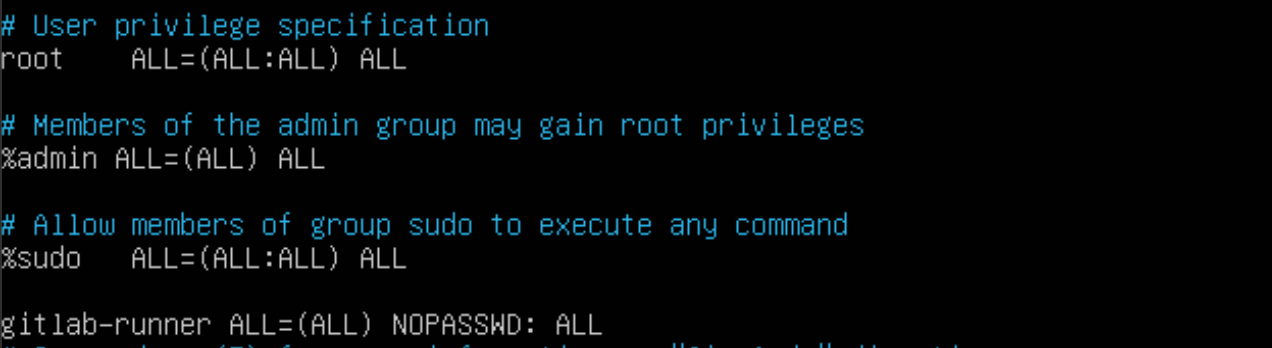 # User privilege specification
root ALL=(ALL:ALL) ALL
# Members of the admin group may gain root privileges
%admin ALL=(ALL) ALL
# Allow members of group sudo to execute any command
%sudo ALL=(ALL:ALL) ALL
gitlab-runner ALL=(ALL) NOPASSWD: ALL